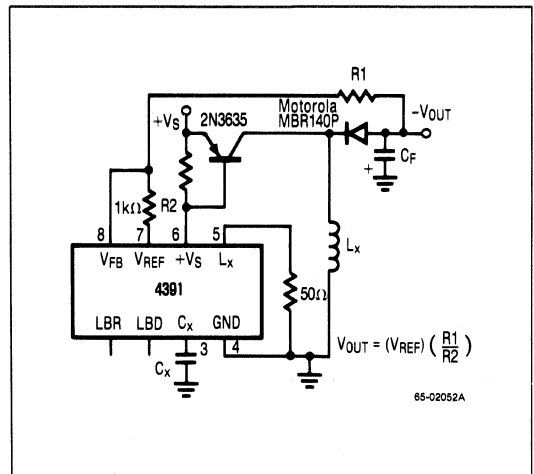 R1
Motorola
MBR140P
2N3635
+VS
-VOUT
+
CF
1kΩ
R2
8
7
6
5
LX
VFB
VREF
+VS
LX
4391
50Ω
LBR
LBD
CX
GND
3
4
CX
VOUT = (VREF) ( R1
R2 )
65-02052A